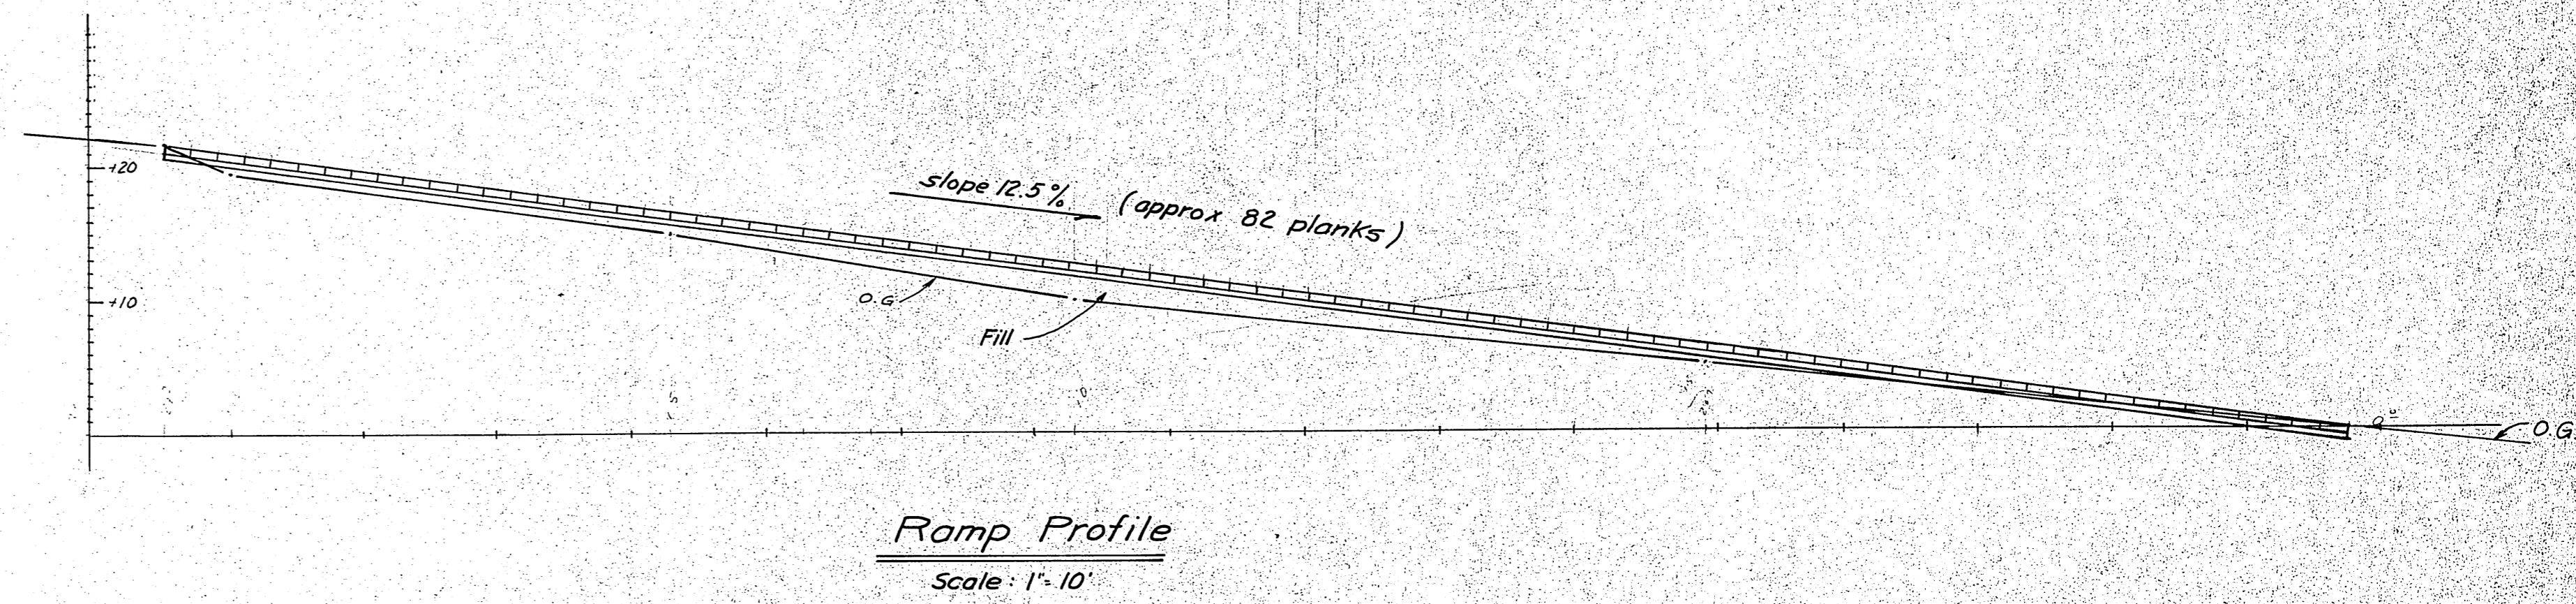 +20
slope 12.5% (approx 82 planks)
+10
O.G
Fill
O.G
Ramp Profile
Scale: 1"= 10'